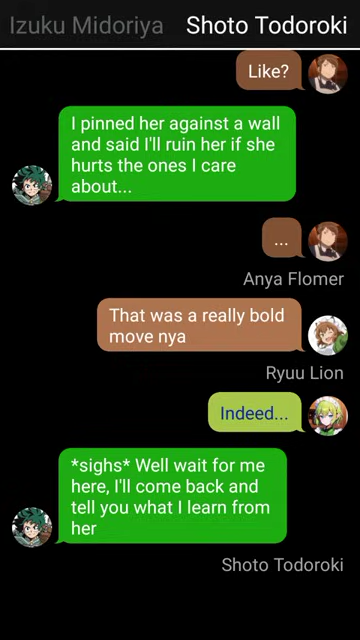 Izuku Midoriya Shoto Todoroki
Like?
I pinned her against a wall
and said I'll ruin her if she
hurts the ones I care
about...
...
Anya Flomer
That was a really bold
move nya
Ryuu Lion
Indeed...
*sighs* Well wait for me
here, I'll come back and
tell you what I learn from
her
Shoto Todoroki